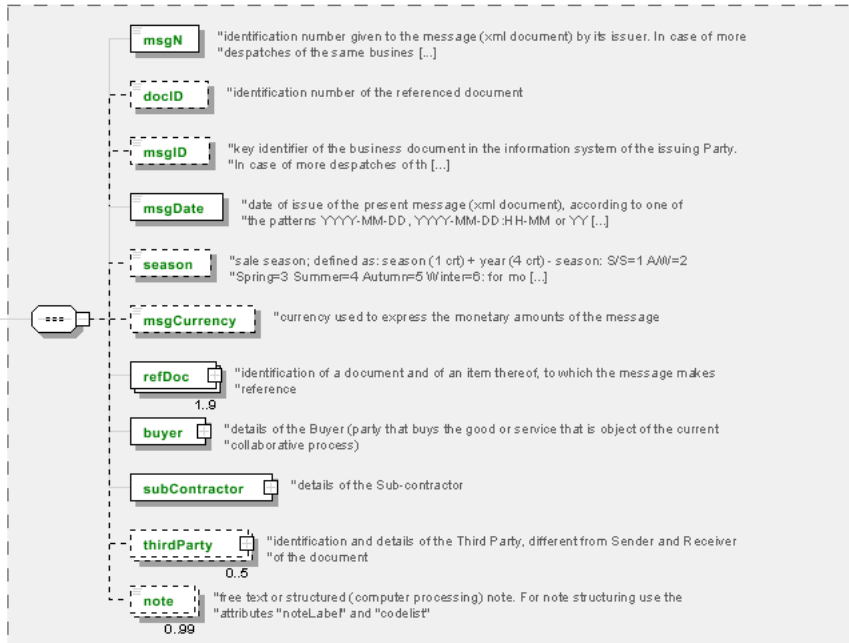 msgN
"identification number given to the message (xml document) by its issuer. In case of more
"despatches of the same busines [...]
docID
"identification number of the referenced document
msgID
"key identifier of the business document in the information system of the issuing Party.
"In case of more despatches of th [...]
msgDate
"date of issue of the present message (xml document), according to one of
"the patterns YYYY-MM-DD, YYYY-MM-DD:HH-MM or YY [...]
season
"sale season; defined as: season (1 crt) + year (4 crt) - season: S/S=1 A/W=2
"Spring=3 Summer=4 Autumn=5 Winter=6: for mo [...]
msgCurrency
"currency used to express the monetary amounts of the message
refDoc
"identification of a document and of an item thereof, to which the message makes
"reference
1..9
buyer
"details of the Buyer (party that buys the good or service that is object of the current
"collaborative process)
subContractor
"details of the Sub-contractor
thirdParty
"identification and details of the Third Party, different from Sender and Receiver
"of the document
0..5
note
"free text or structured (computer processing) note. For note structuring use the
"attributes "noteLabel" and "codelist"
0..99